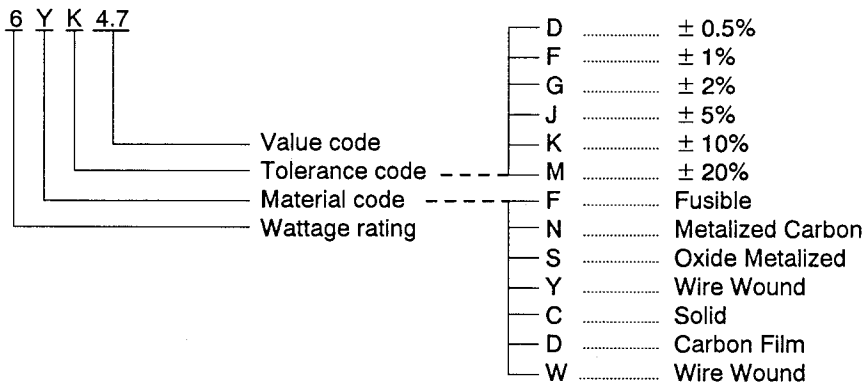 6 Y K 4.7
Value code
Tolerance code
Material code
Wattage rating
D ............... ± 0.5%
F ............... ± 1%
G ............... ± 2%
J ............... ± 5%
K ............... ± 10%
M ............... ± 20%
F ............... Fusible
N ............... Metalized Carbon
S ............... Oxide Metalized
Y ............... Wire Wound
C ............... Solid
D ............... Carbon Film
W ............... Wire Wound